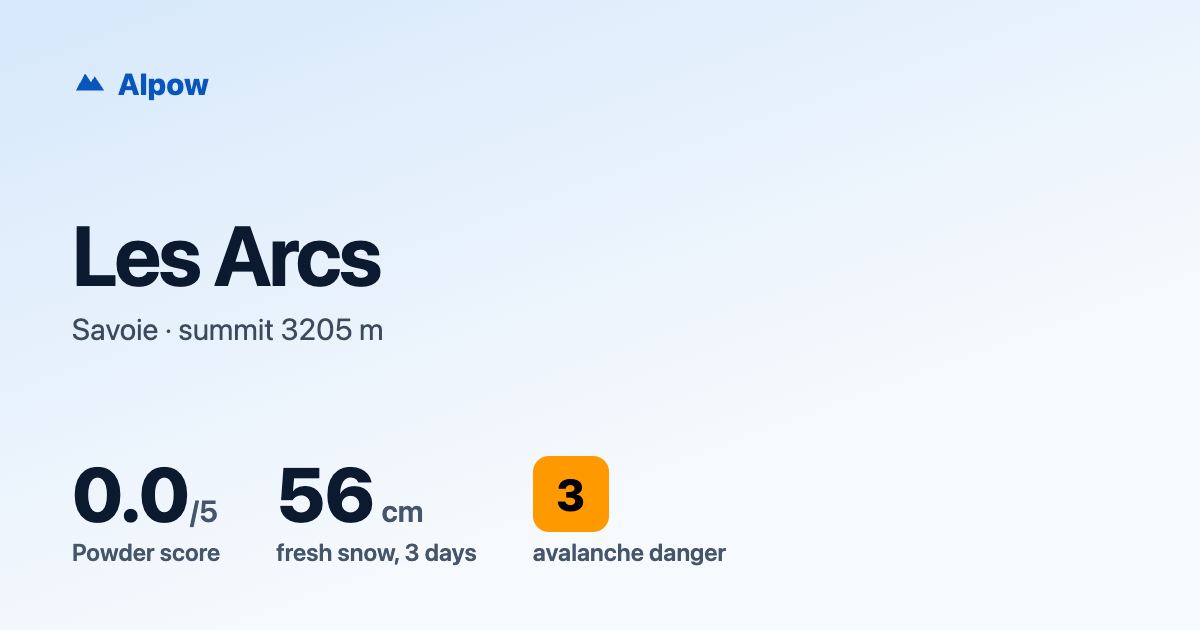 Alpow
Les Arcs
Savoie · summit 3205 m
0.0/5
Powder score
56 cm
fresh snow, 3 days
3
avalanche danger